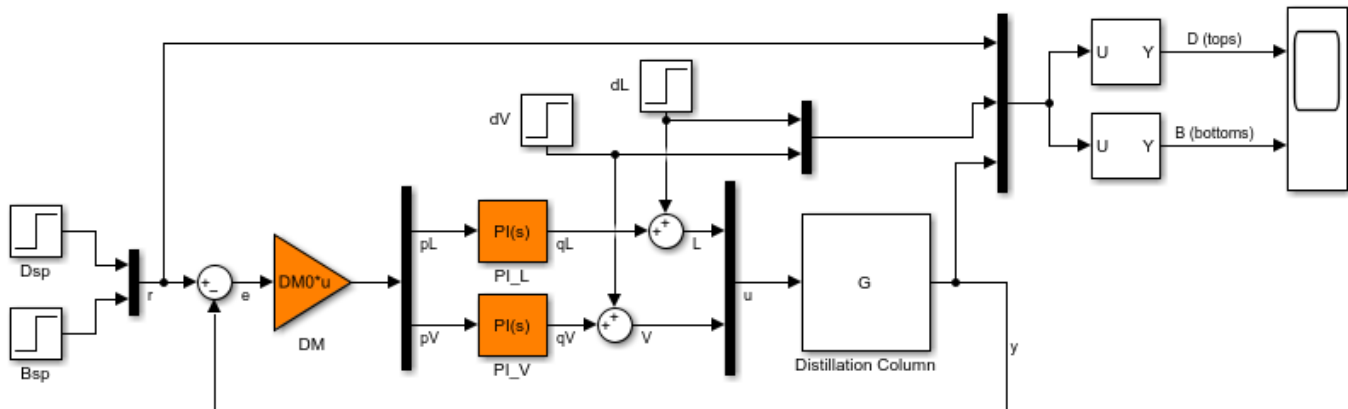 D (tops)
U Y
dL
dV
B (bottoms)
U Y
Dsp
PI(s)
pL
qL
+
+
L
PI_L
r
+
−
e
DM0*u
DM
u
G
Bsp
PI(s)
pV
qV
+
+
V
PI_V
Distillation Column
y